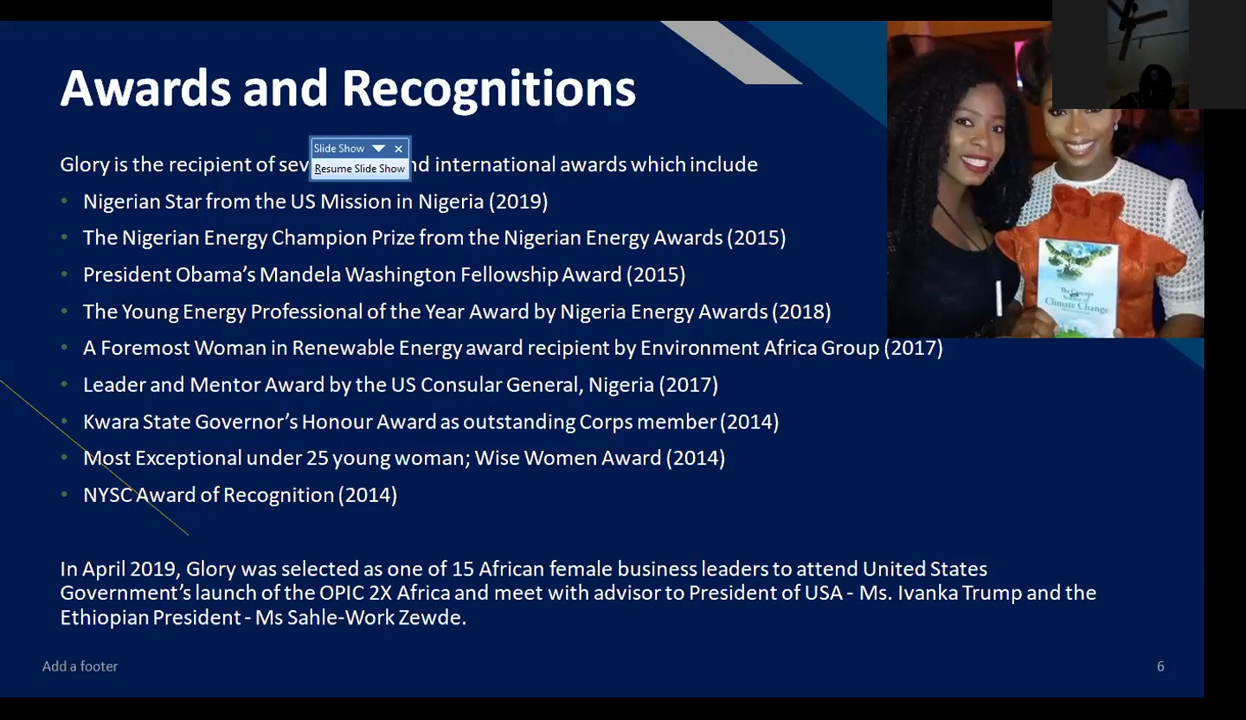 Awards and Recognitions
Slide Show
Resume Slide Show
Glory is the recipient of sev nd international awards which include
• Nigerian Star from the US Mission in Nigeria (2019)
• The Nigerian Energy Champion Prize from the Nigerian Energy Awards (2015)
• President Obama’s Mandela Washington Fellowship Award (2015)
• The Young Energy Professional of the Year Award by Nigeria Energy Awards (2018)
• A Foremost Woman in Renewable Energy award recipient by Environment Africa Group (2017)
• Leader and Mentor Award by the US Consular General, Nigeria (2017)
• Kwara State Governor’s Honour Award as outstanding Corps member (2014)
• Most Exceptional under 25 young woman; Wise Women Award (2014)
• NYSC Award of Recognition (2014)
In April 2019, Glory was selected as one of 15 African female business leaders to attend United States
Government’s launch of the OPIC 2X Africa and meet with advisor to President of USA - Ms. Ivanka Trump and the
Ethiopian President - Ms Sahle-Work Zewde.
The Concept
Climate Change
Add a footer
6